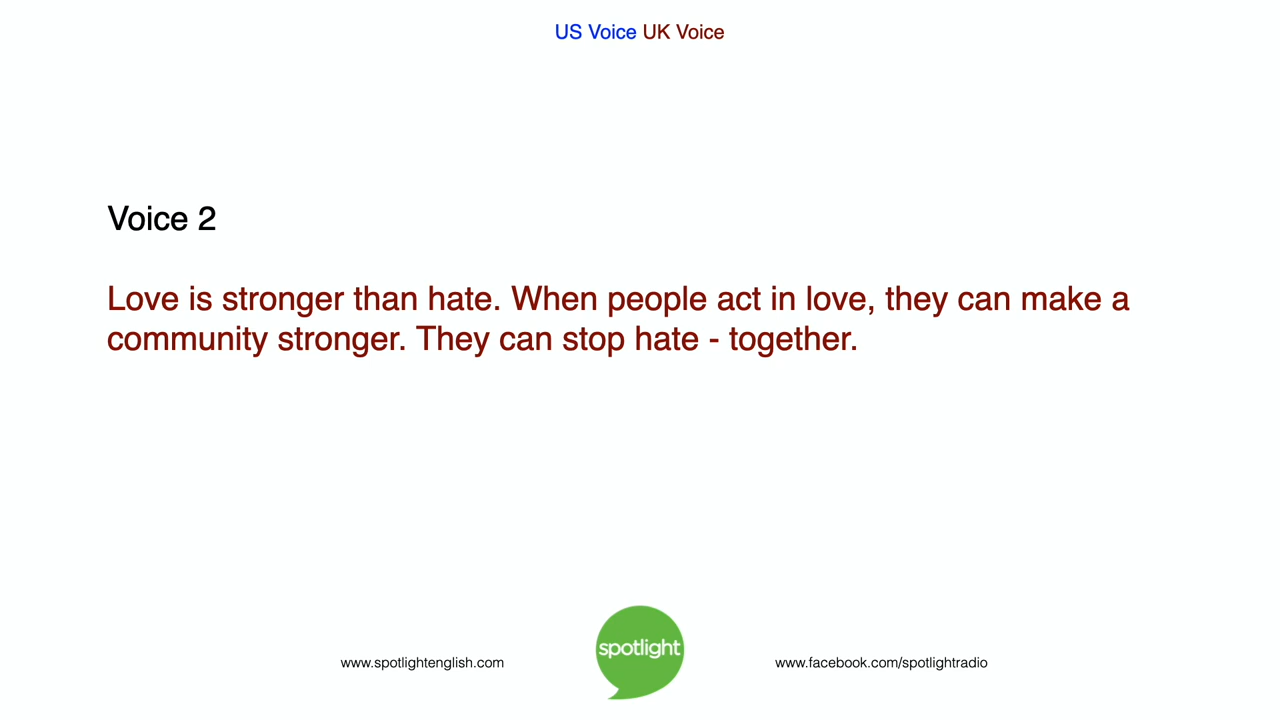 US Voice UK Voice
Voice 2
Love is stronger than hate. When people act in love, they can make a
community stronger. They can stop hate - together.
www.spotlightenglish.com
spotlight
www.facebook.com/spotlightradio